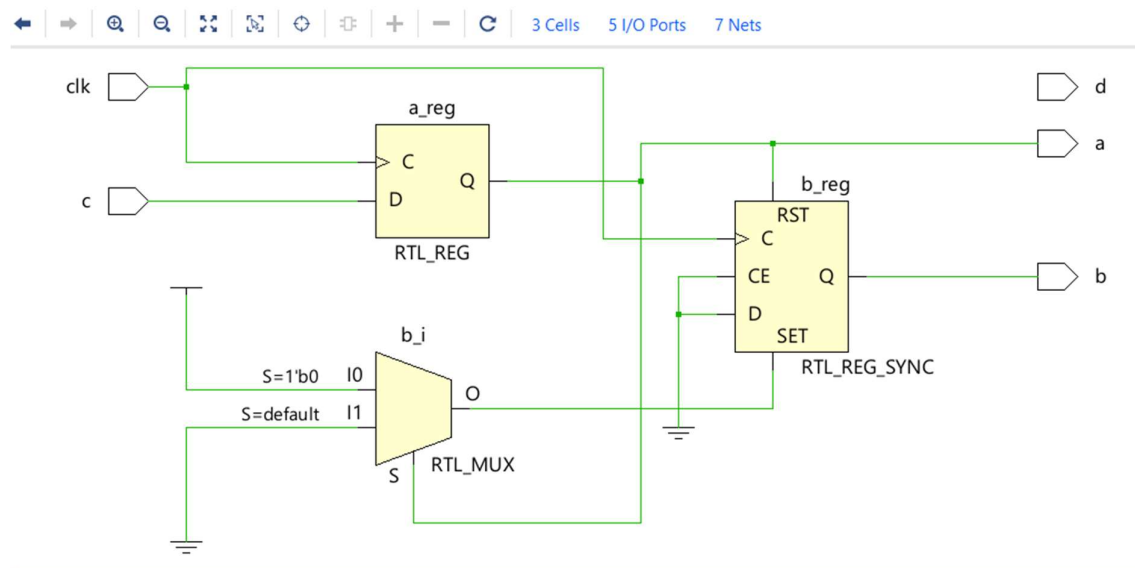 3 Cells 5 I/O Ports 7 Nets
clk
d
a_reg
a
C
Q
b_reg
c
D
RST
C
RTL_REG
CE Q b
D
b_i
SET
RTL_REG_SYNC
S=1'b0 I0
O
S=default I1
S
RTL_MUX